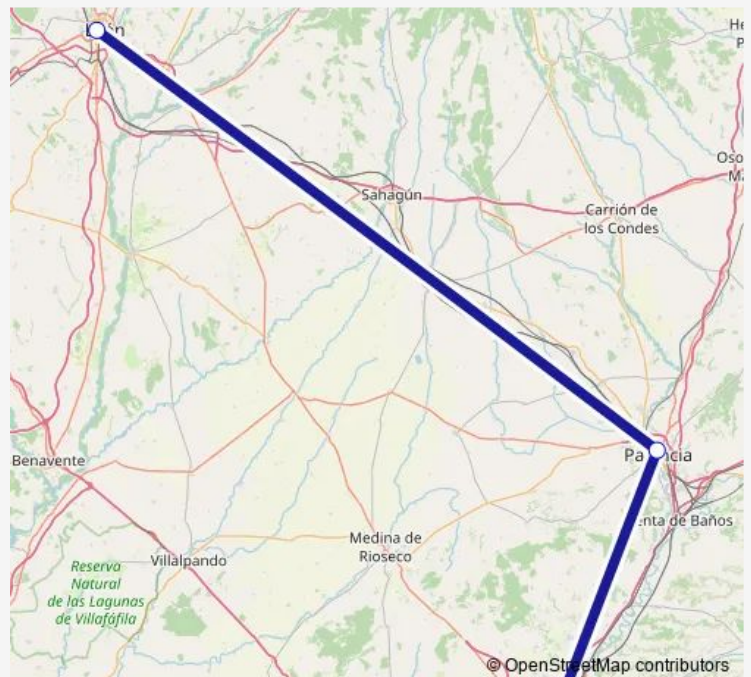 Sahagún
Carrión de
los Condes
Benavente
Medina de
Rioseco
Villalpando
Reserva
Natural
de las Lagunas
de Villafáfila
© OpenStreetMap contributors